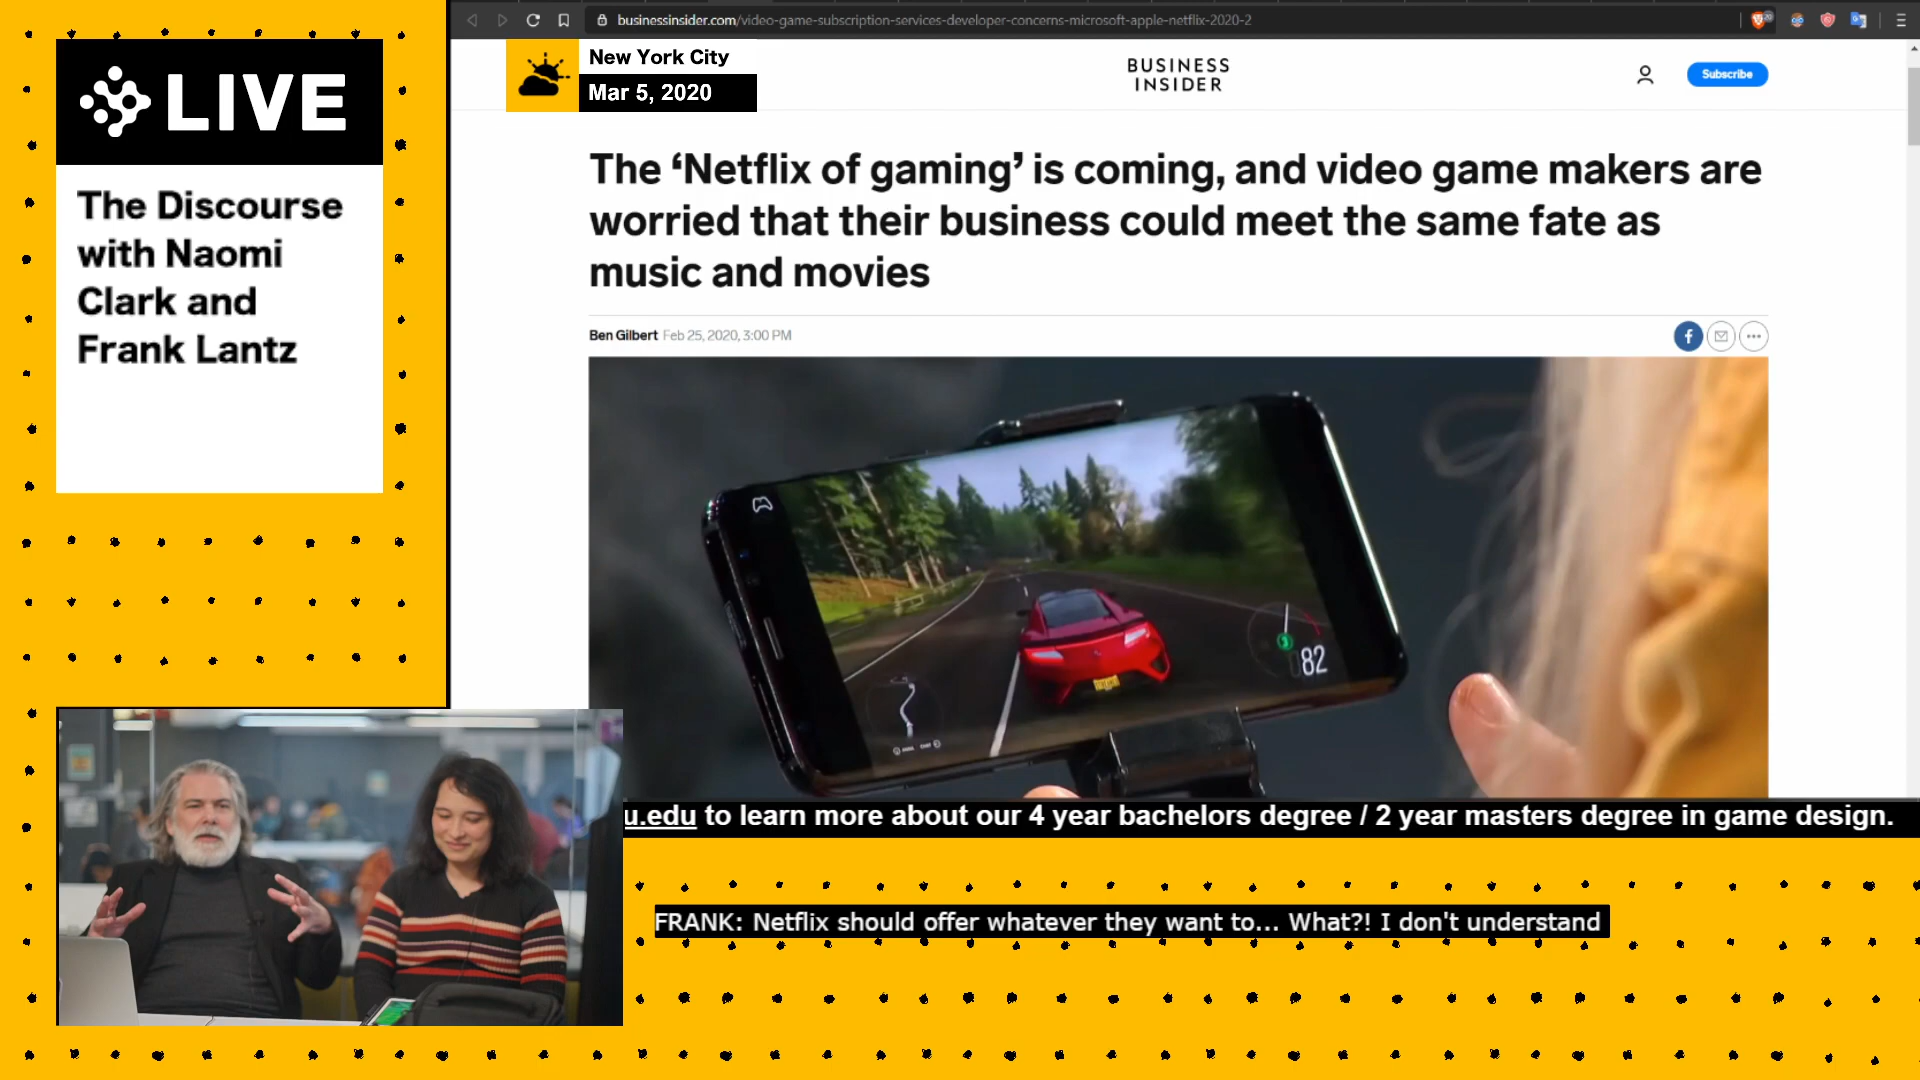 businessinsider.com/video-game-subscription-services-developer-concerns-microsoft-apple-netflix-2020-2
LIVE
The Discourse
with Naomi
Clark and
Frank Lantz
New York City
Mar 5, 2020
BUSINESS
INSIDER
Subscribe
The ‘Netflix of gaming’ is coming, and video game makers are
worried that their business could meet the same fate as
music and movies
Ben Gilbert Feb 25, 2020, 3:00 PM
82
u.edu to learn more about our 4 year bachelors degree / 2 year masters degree in game design.
FRANK: Netflix should offer whatever they want to... What?! I don't understand